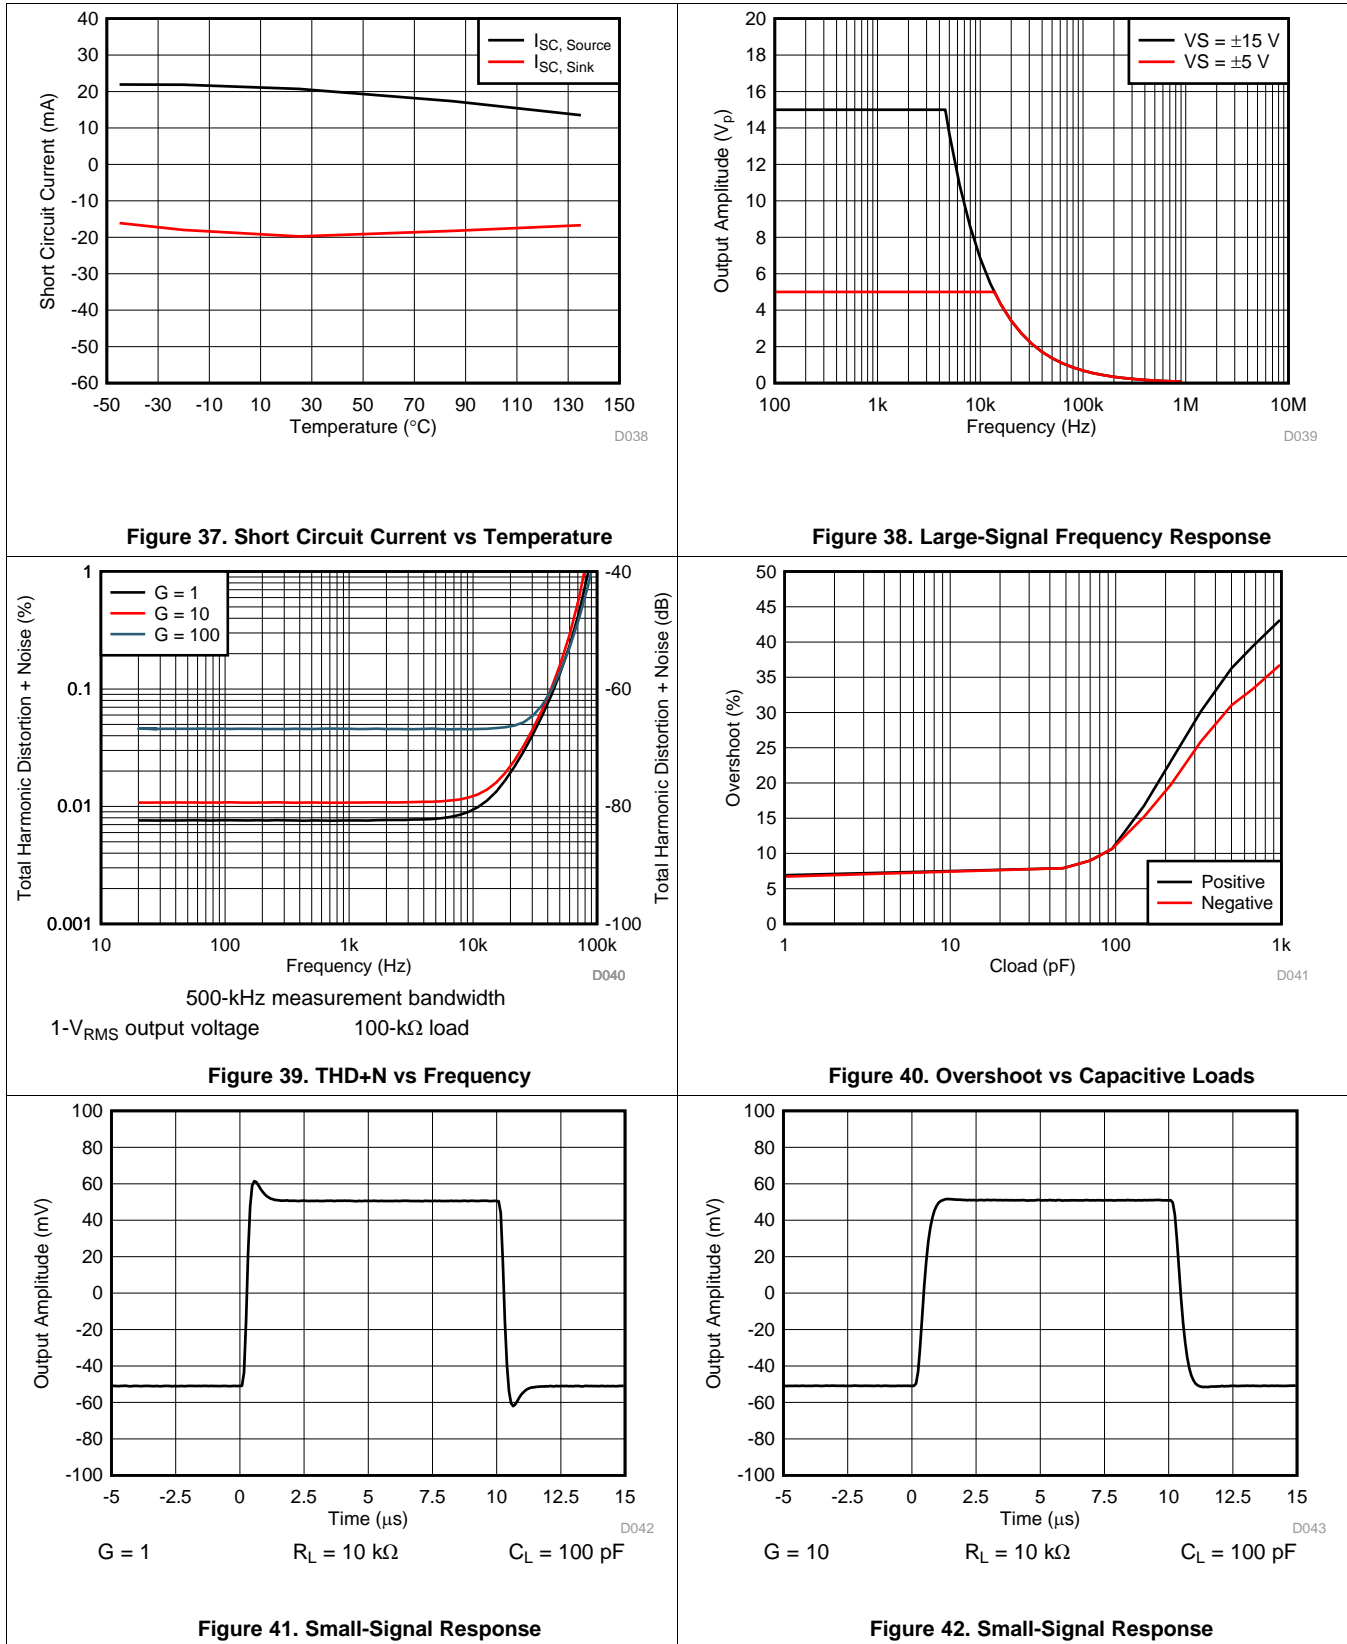 40
30
20
10
0
-10
-20
-30
-40
-50
-60
Short Circuit Current (mA)
I_SC, Source
I_SC, Sink
-50 -30 -10 10 30 50 70 90 110 130 150
Temperature (°C)
D038
Figure 37. Short Circuit Current vs Temperature
20
18
16
14
12
10
8
6
4
2
0
Output Amplitude (V_p)
VS = ±15 V
VS = ±5 V
100 1k 10k 100k 1M 10M
Frequency (Hz)
D039
Figure 38. Large-Signal Frequency Response
1
0.1
0.01
0.001
Total Harmonic Distortion + Noise (%)
G = 1
G = 10
G = 100
-40
-60
-80
-100
Total Harmonic Distortion + Noise (dB)
10 100 1k 10k 100k
Frequency (Hz)
D040
500-kHz measurement bandwidth
1-V_RMS output voltage 100-kΩ load
Figure 39. THD+N vs Frequency
50
45
40
35
30
25
20
15
10
5
0
Overshoot (%)
Positive
Negative
1 10 100 1k
Cload (pF)
D041
Figure 40. Overshoot vs Capacitive Loads
100
80
60
40
20
0
-20
-40
-60
-80
-100
Output Amplitude (mV)
-5 -2.5 0 2.5 5 7.5 10 12.5 15
Time (μs)
D042
G = 1 R_L = 10 kΩ C_L = 100 pF
Figure 41. Small-Signal Response
100
80
60
40
20
0
-20
-40
-60
-80
-100
Output Amplitude (mV)
-5 -2.5 0 2.5 5 7.5 10 12.5 15
Time (μs)
D043
G = 10 R_L = 10 kΩ C_L = 100 pF
Figure 42. Small-Signal Response